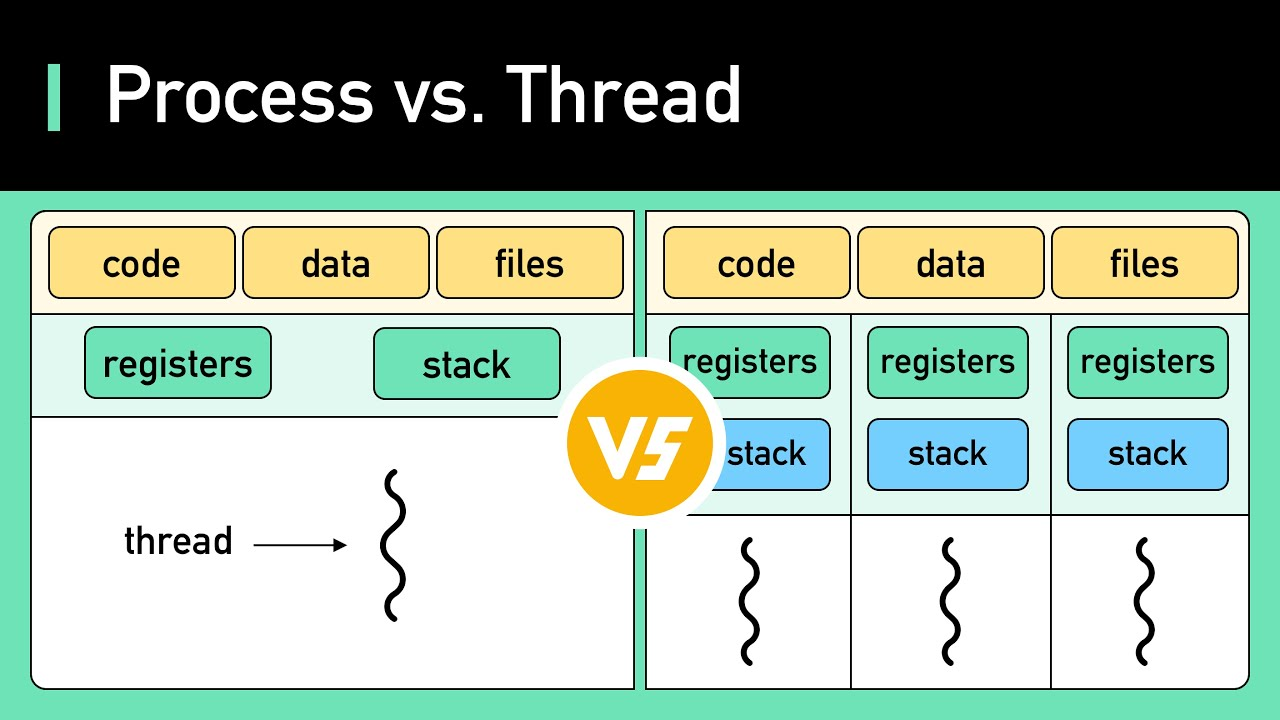 Process vs. Thread
code data files
registers stack
thread
VS
code data files
registers registers registers
stack stack stack